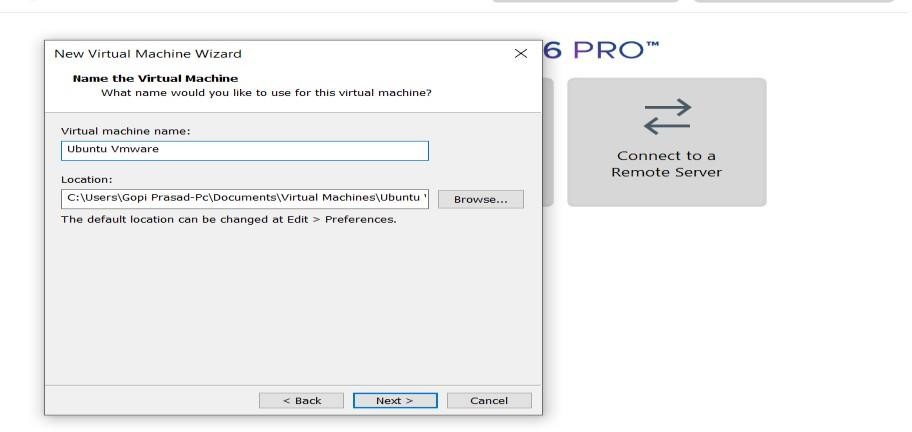 New Virtual Machine Wizard
6 PRO™
Name the Virtual Machine
What name would you like to use for this virtual machine?
Virtual machine name:
Ubuntu Vmware
Location:
C:\Users\Gopi Prasad-Pc\Documents\Virtual Machines\Ubuntu
Browse...
The default location can be changed at Edit > Preferences.
< Back
Next >
Cancel
Connect to a
Remote Server